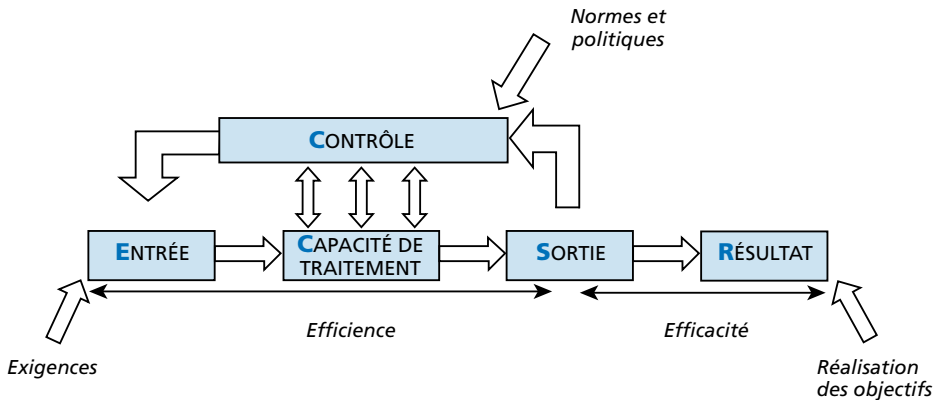 Normes et
politiques
CONTRÔLE
ENTRÉE
CAPACITÉ DE
TRAITEMENT
SORTIE
RÉSULTAT
Efficience
Efficacité
Exigences
Réalisation
des objectifs